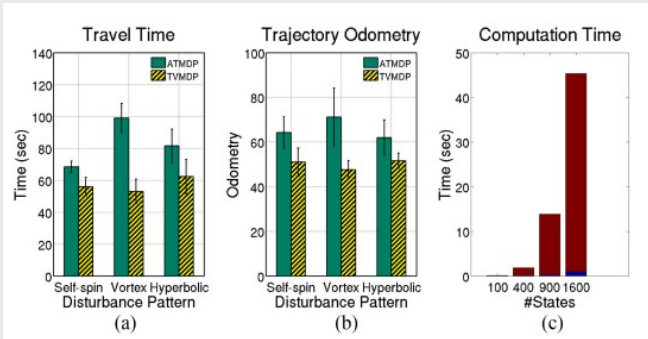 Travel Time
ATMDP
TVMDP
Time (sec)
140
120
100
80
60
40
20
0
Self-spin Vortex Hyperbolic
Disturbance Pattern
(a)
Trajectory Odometry
ATMDP
TVMDP
Odometry
100
80
60
40
20
0
Self-spin Vortex Hyperbolic
Disturbance Pattern
(b)
Computation Time
Time (sec)
50
40
30
20
10
0
100 400 900 1600
#States
(c)